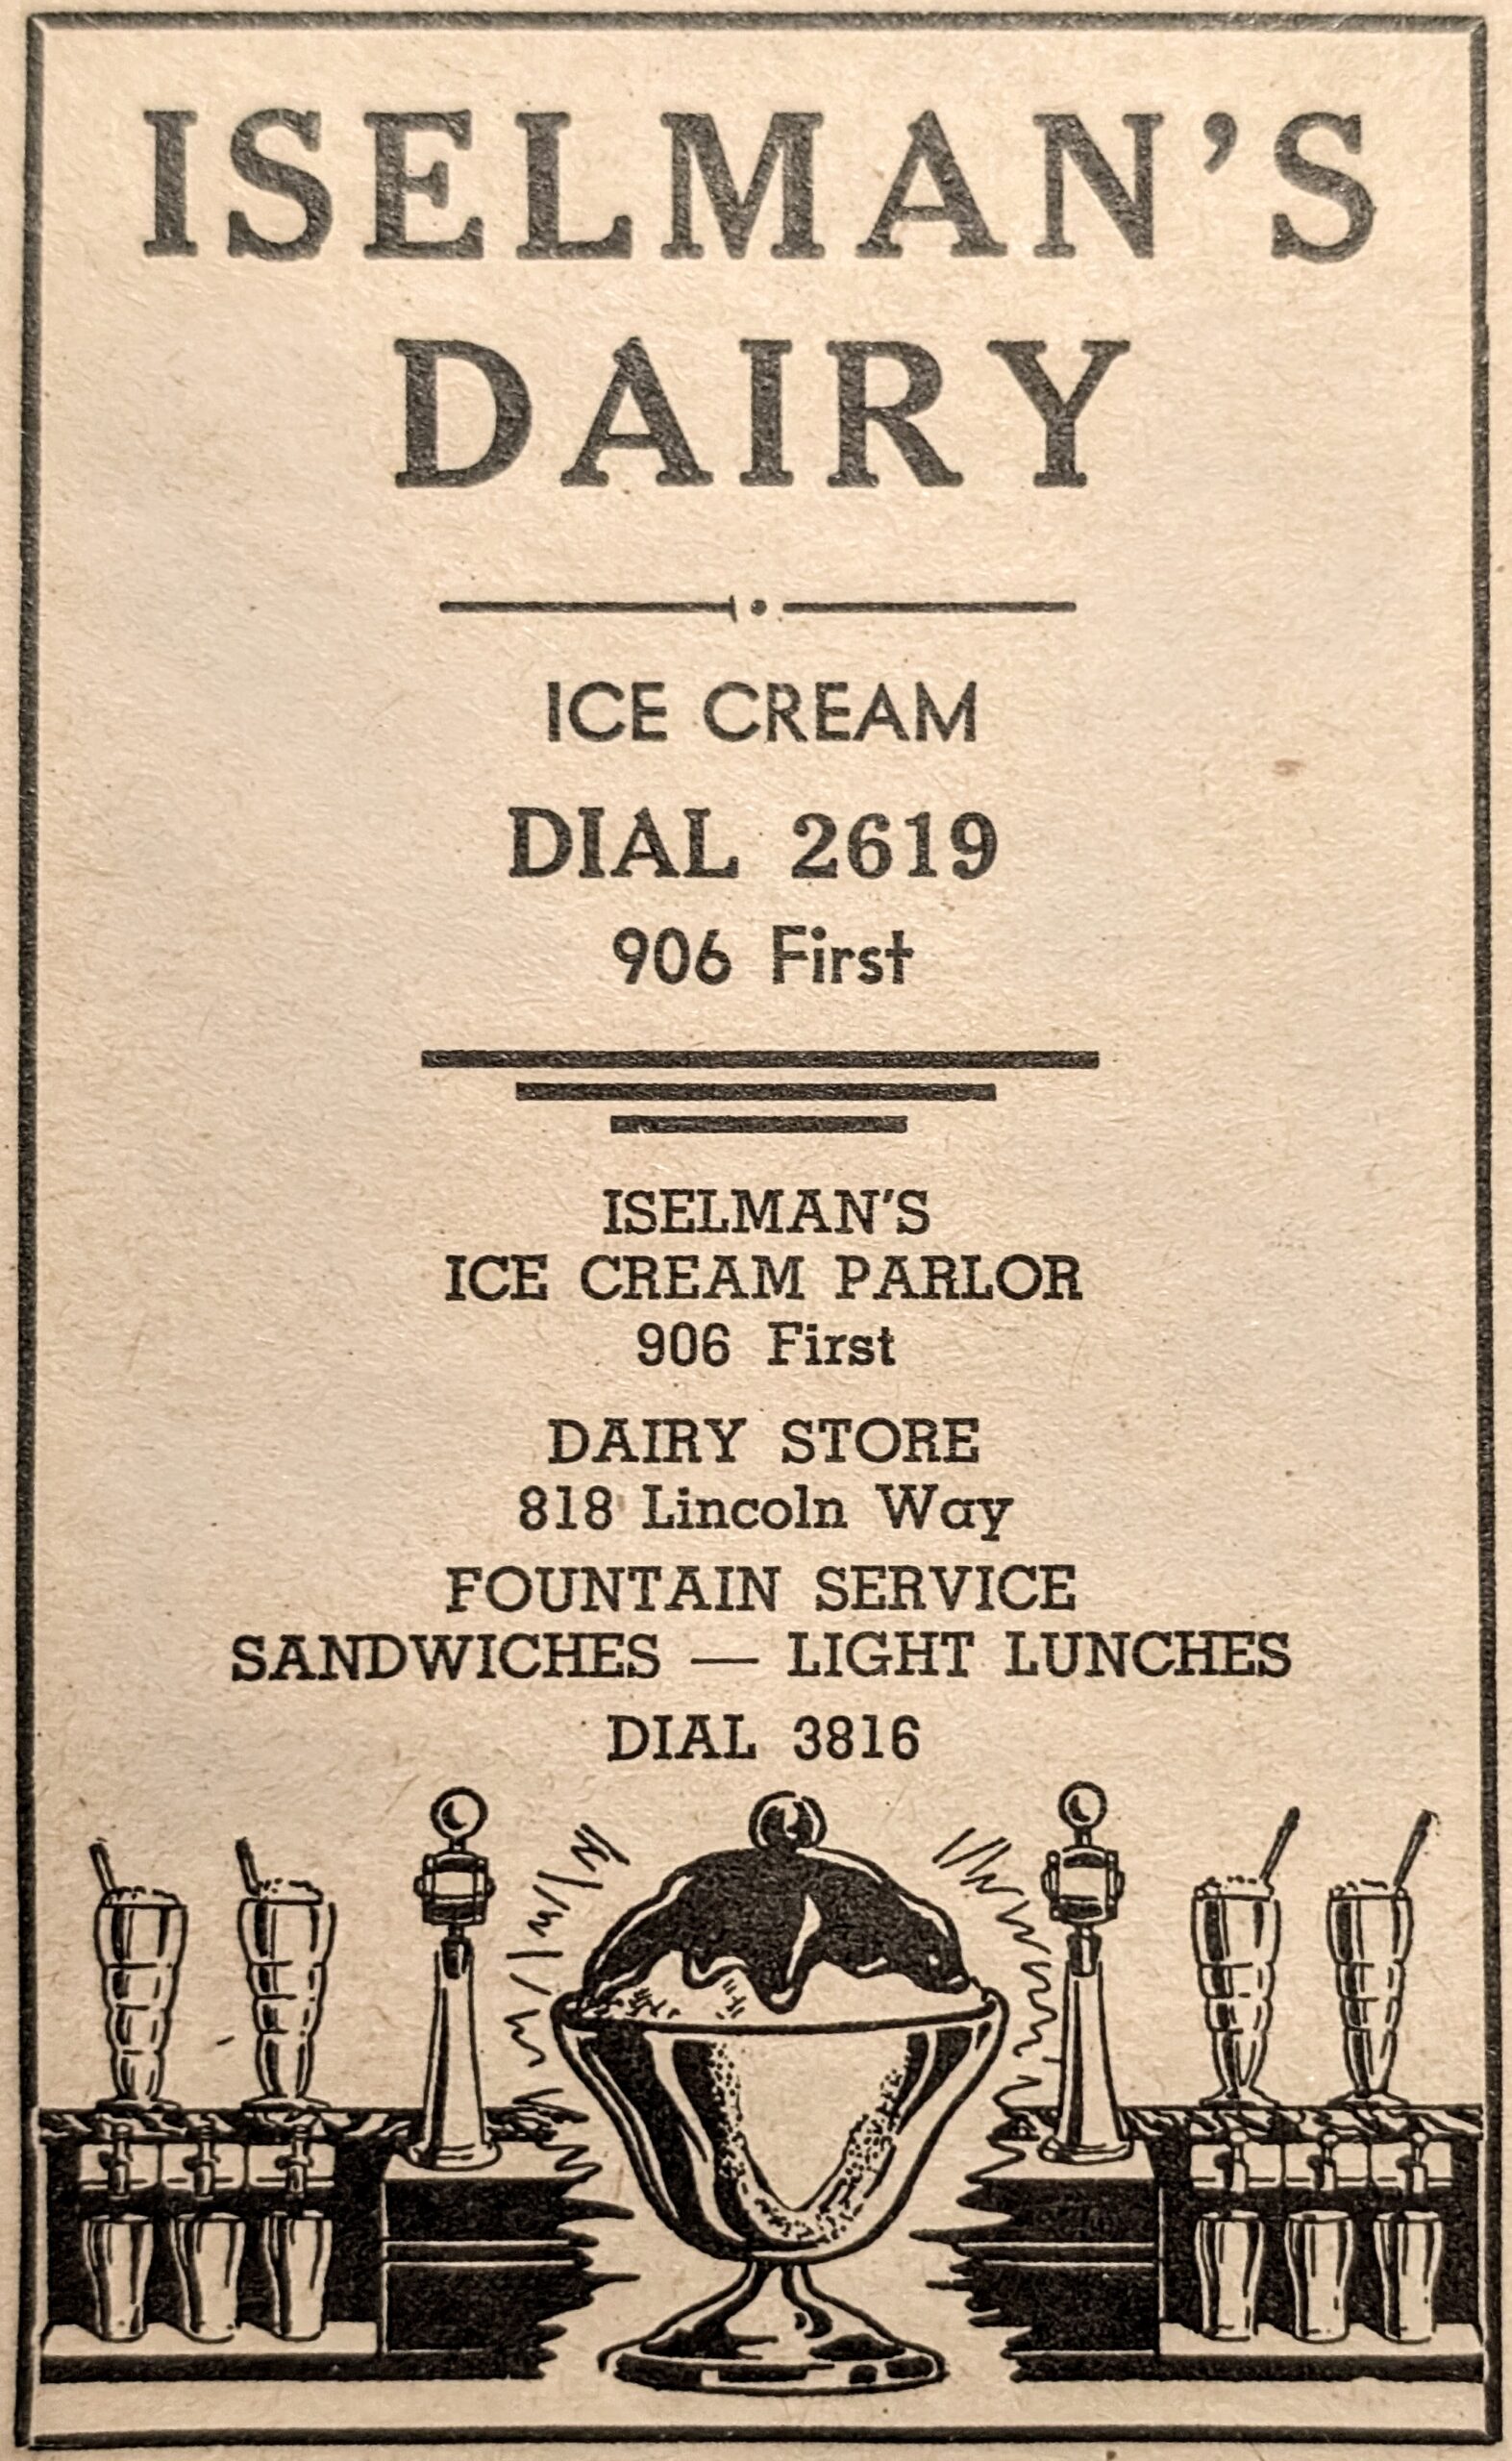 ISELMAN'S
DAIRY
ICE CREAM
DIAL 2619
906 First
ISELMAN'S
ICE CREAM PARLOR
906 First
DAIRY STORE
818 Lincoln Way
FOUNTAIN SERVICE
SANDWICHES — LIGHT LUNCHES
DIAL 3816